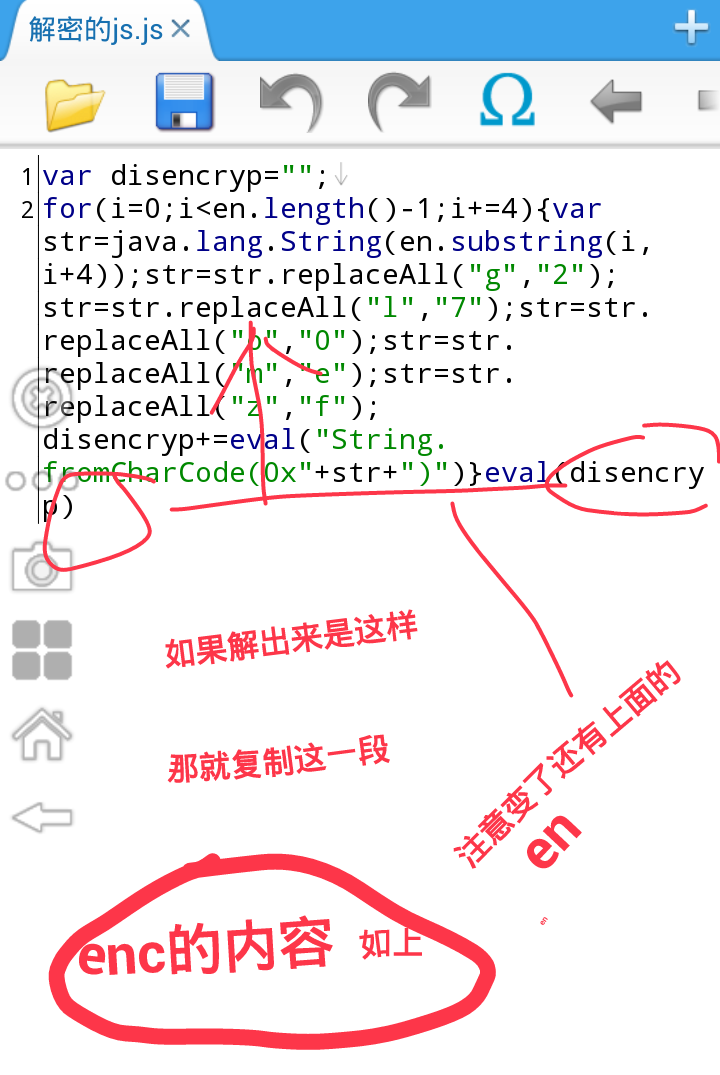 解密的js.js
1 var disencryp="";↓
2 for(i=0;i<en.length()-1;i+=4){var
str=java.lang.String(en.substring(i,
i+4));str=str.replaceAll("g","2");
str=str.replaceAll("l","7");str=str.
replaceAll("o","0");str=str.
replaceAll("m","e");str=str.
replaceAll("z","f");
disencryp+=eval("String.
fromCharCode(0x"+str+")")}eval(disencry
p)
如果解出来是这样
那就复制这一段
注意变了还有上面的
en
en
enc的内容 如上